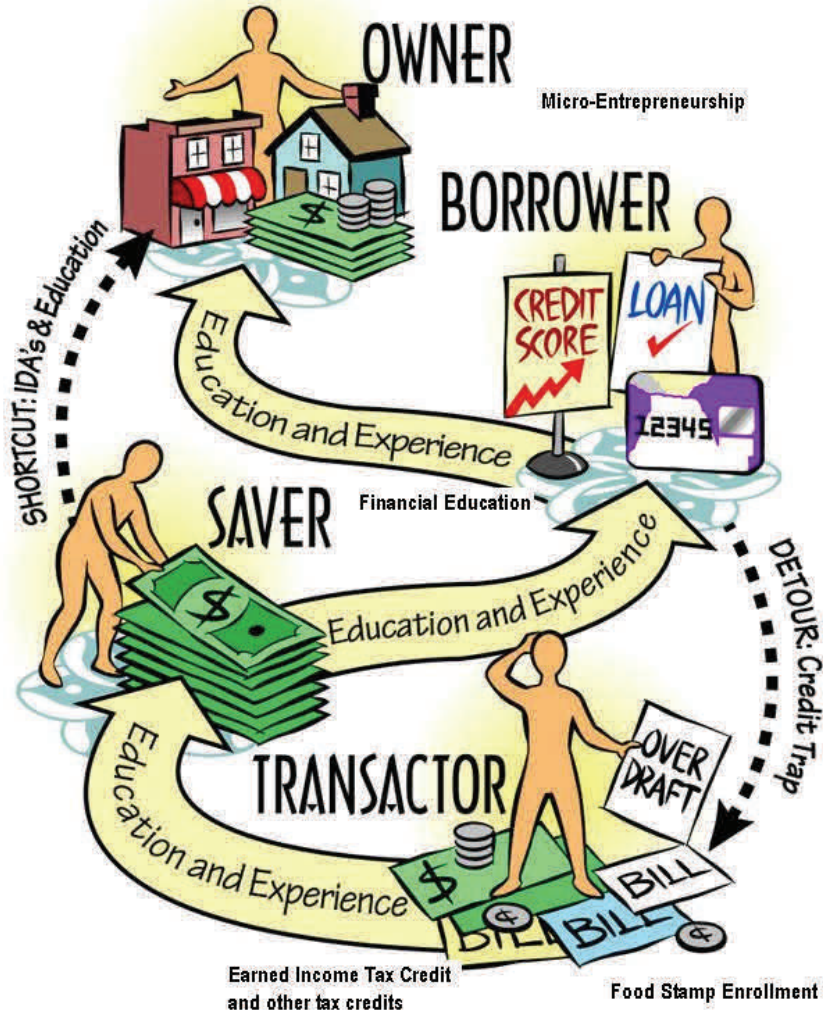 OWNER
Micro-Entrepreneurship
BORROWER
CREDIT
SCORE
LOAN
12345
SHORTCUT: IDA's & Education
Education and Experience
Financial Education
SAVER
$
Education and Experience
DETOUR: Credit Trap
TRANSACTOR
OVER
DRAFT
Education and Experience
$
$
BILL
BILL
BILL
¢
¢
Earned Income Tax Credit
and other tax credits
Food Stamp Enrollment